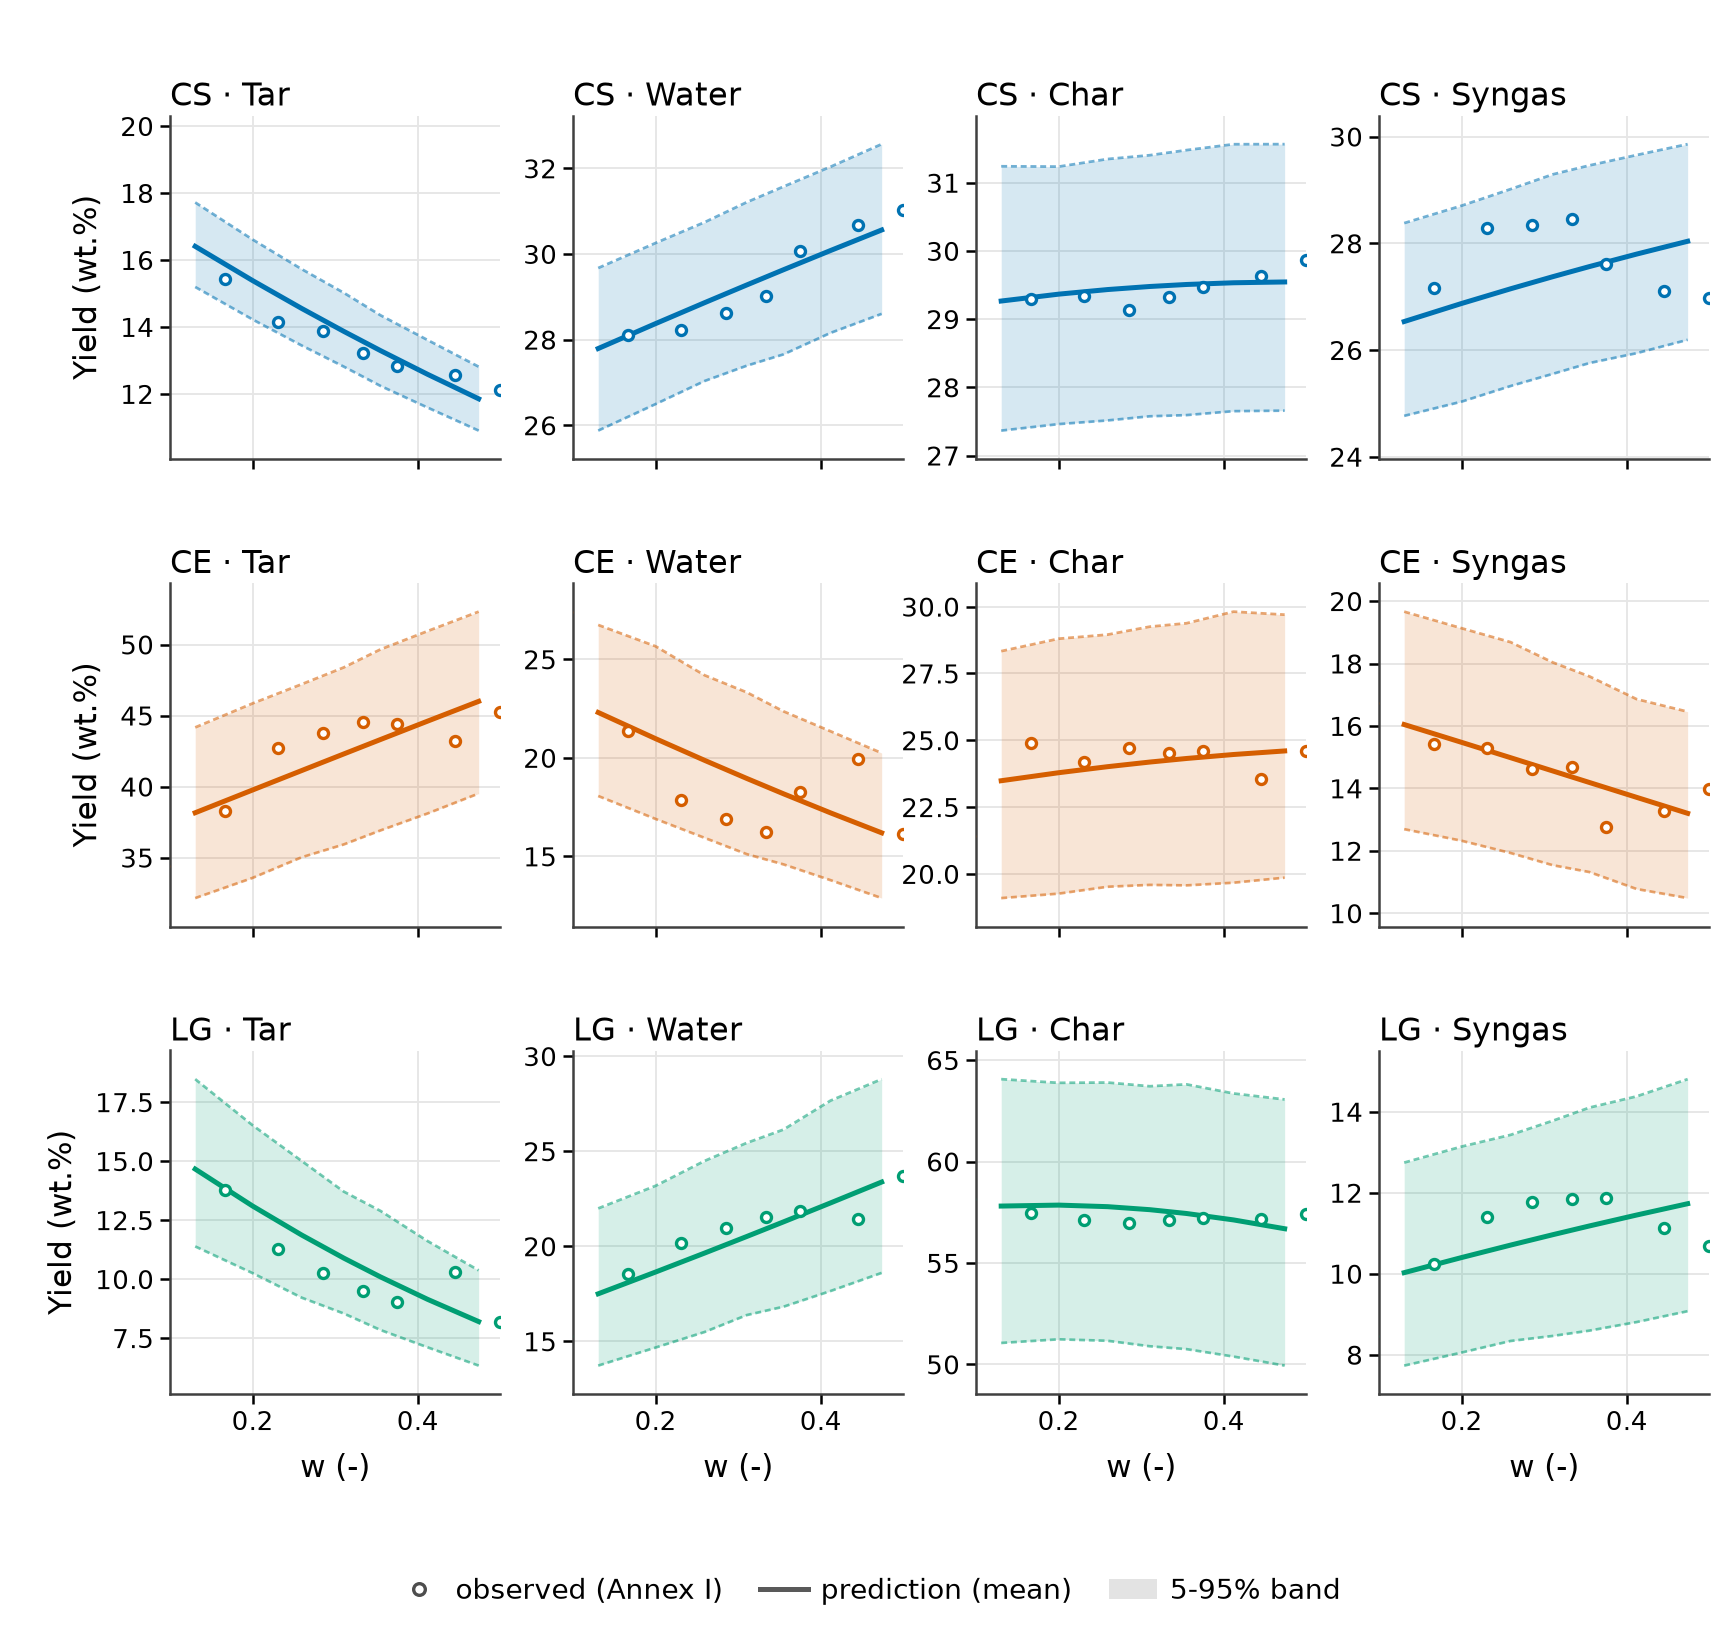 CS · Tar
CS · Water
CS · Char
CS · Syngas
Yield (wt.%)
20
18
16
14
12
32
30
28
26
31
30
29
28
27
30
28
26
24
CE · Tar
CE · Water
CE · Char
CE · Syngas
Yield (wt.%)
50
45
40
35
25
20
15
30.0
27.5
25.0
22.5
20.0
20
18
16
14
12
10
LG · Tar
LG · Water
LG · Char
LG · Syngas
Yield (wt.%)
17.5
15.0
12.5
10.0
7.5
30
25
20
15
65
60
55
50
14
12
10
8
0.2 0.4
0.2 0.4
0.2 0.4
0.2 0.4
w (-)
w (-)
w (-)
w (-)
observed (Annex I)
prediction (mean)
5-95% band